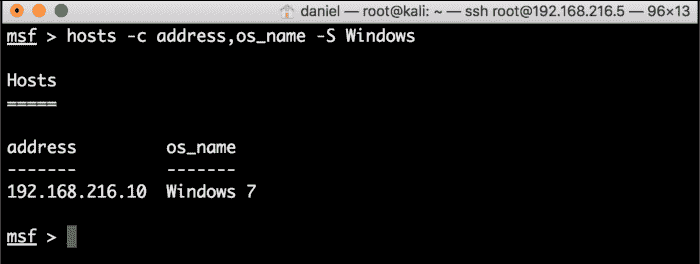 daniel — root@kali: ~ — ssh root@192.168.216.5 — 96×13
msf > hosts -c address,os_name -S Windows
Hosts
=====
address os_name
------- -------
192.168.216.10 Windows 7
msf >